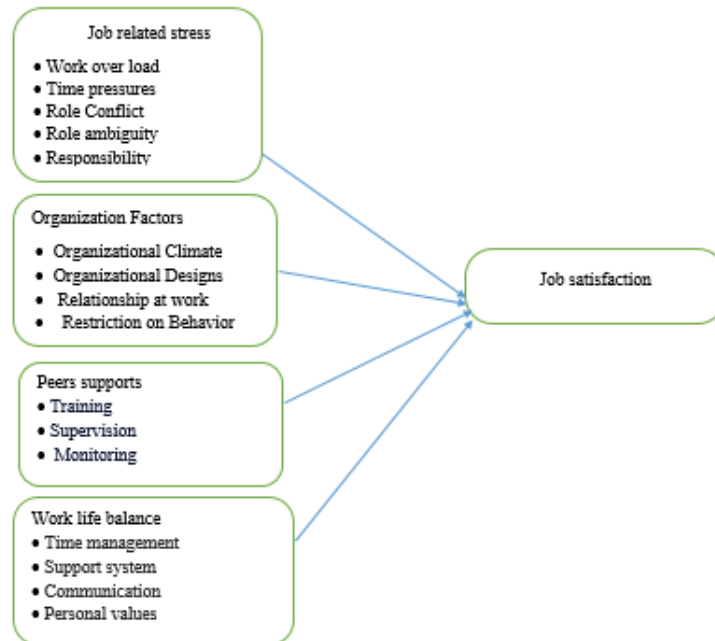 Job related stress
• Work over load
• Time pressures
• Role Conflict
• Role ambiguity
• Responsibility
Organization Factors
• Organizational Climate
• Organizational Designs
• Relationship at work
• Restriction on Behavior
Job satisfaction
Peers supports
• Training
• Supervision
• Monitoring
Work life balance
• Time management
• Support system
• Communication
• Personal values